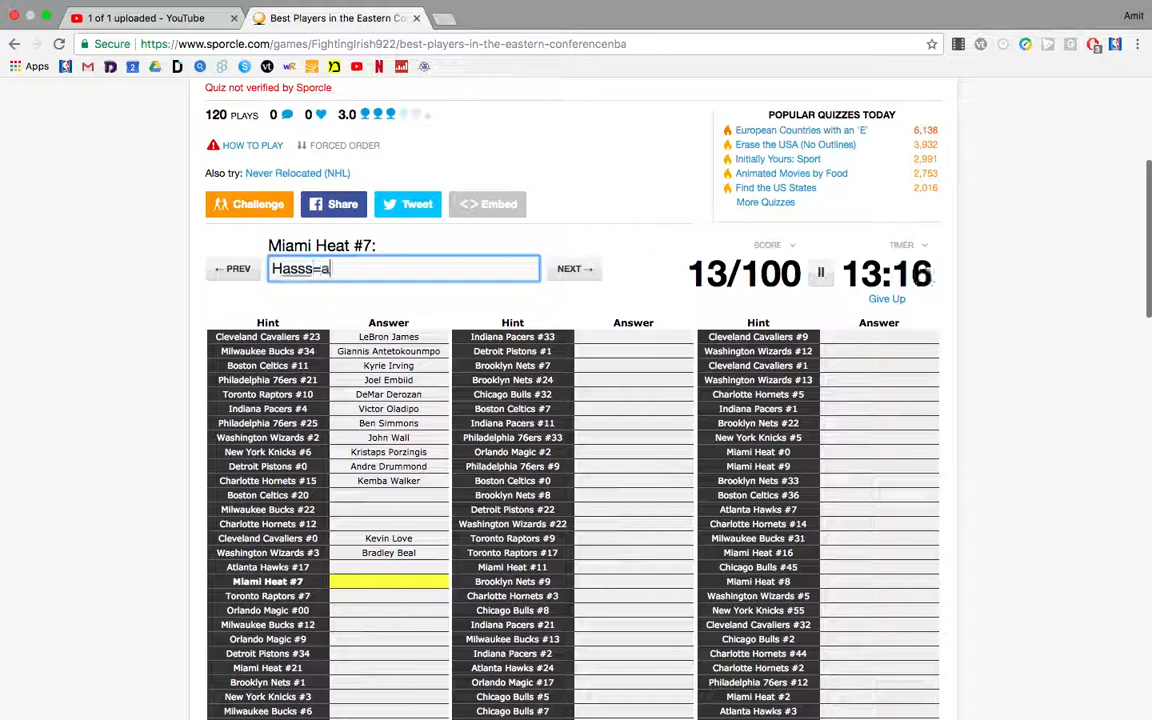 1 of 1 uploaded - YouTube
Best Players in the Eastern Co
Amit
Secure
https://www.sporcle.com/games/FightingIrish922/best-players-in-the-eastern-conferencenba
Apps
Quiz not verified by Sporcle
120 PLAYS 0 0 3.0
HOW TO PLAY FORCED ORDER
Also try: Never Relocated (NHL)
Challenge Share Tweet <> Embed
POPULAR QUIZZES TODAY
European Countries with an 'E' 6,138
Erase the USA (No Outlines) 3,932
Initially Yours: Sport 2,991
Animated Movies by Food 2,753
Find the US States 2,016
More Quizzes
Miami Heat #7:
← PREV Hasss=a NEXT →
SCORE
13/100
TIMER
13:16
Give Up
Hint Answer Hint Answer Hint Answer
Cleveland Cavaliers #23 LeBron James Indiana Pacers #33 Cleveland Cavaliers #9
Milwaukee Bucks #34 Giannis Antetokounmpo Detroit Pistons #1 Washington Wizards #12
Boston Celtics #11 Kyrie Irving Brooklyn Nets #7 Cleveland Cavaliers #1
Philadelphia 76ers #21 Joel Embiid Brooklyn Nets #24 Washington Wizards #13
Toronto Raptors #10 DeMar Derozan Chicago Bulls #32 Charlotte Hornets #5
Indiana Pacers #4 Victor Oladipo Boston Celtics #7 Indiana Pacers #1
Philadelphia 76ers #25 Ben Simmons Indiana Pacers #11 Brooklyn Nets #22
Washington Wizards #2 John Wall Philadelphia 76ers #33 New York Knicks #5
New York Knicks #6 Kristaps Porzingis Orlando Magic #2 Miami Heat #0
Detroit Pistons #0 Andre Drummond Philadelphia 76ers #9 Miami Heat #9
Charlotte Hornets #15 Kemba Walker Boston Celtics #0 Brooklyn Nets #33
Boston Celtics #20 Brooklyn Nets #8 Boston Celtics #36
Miami Heat #22 Detroit Pistons #22 Atlanta Hawks #7
Charlotte Hornets #12 Washington Wizards #22 Charlotte Hornets #14
Cleveland Cavaliers #0 Kevin Love Toronto Raptors #9 Miami Heat #31
Washington Wizards #3 Bradley Beal Toronto Raptors #17 Miami Heat #16
Atlanta Hawks #17 Miami Heat #11 Chicago Bulls #45
Miami Heat #7 Brooklyn Nets #9 Miami Heat #8
Toronto Raptors #7 Charlotte Hornets #3 Washington Wizards #5
Orlando Magic #00 Chicago Bulls #8 New York Knicks #55
Milwaukee Bucks #12 Indiana Pacers #21 Cleveland Cavaliers #32
Orlando Magic #9 Milwaukee Bucks #13 Chicago Bulls #2
Detroit Pistons #34 Indiana Pacers #2 Charlotte Hornets #44
Miami Heat #21 Atlanta Hawks #24 Charlotte Hornets #2
Brooklyn Nets #1 Orlando Magic #17 Philadelphia 76ers #12
New York Knicks #3 Chicago Bulls #5 Miami Heat #2
Milwaukee Bucks #6 Chicago Bulls #7 Atlanta Hawks #3